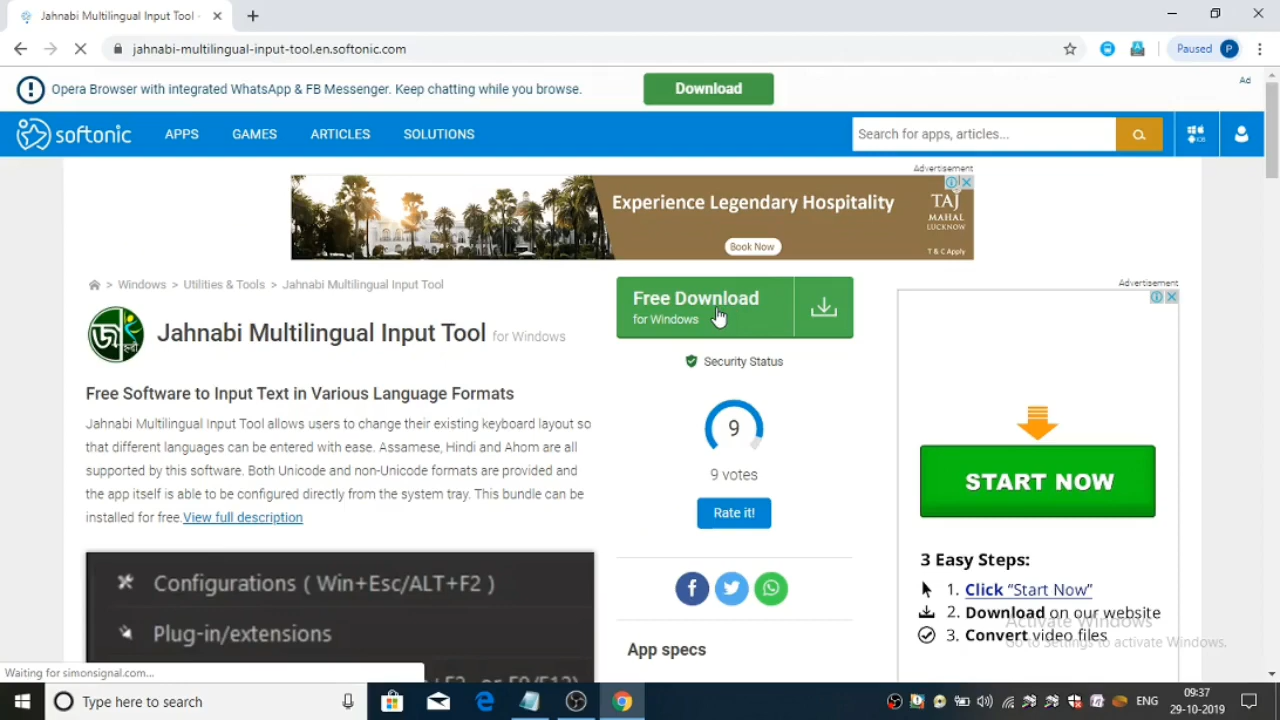 Jahnabi Multilingual Input Tool -
jahnabi-multilingual-input-tool.en.softonic.com
Paused P
Opera Browser with integrated WhatsApp & FB Messenger. Keep chatting while you browse.
Download
Ad
softonic
APPS
GAMES
ARTICLES
SOLUTIONS
Search for apps, articles...
Advertisement
Experience Legendary Hospitality
Book Now
TAJ
MAHAL
LUCKNOW
T & C Apply
> Windows > Utilities & Tools > Jahnabi Multilingual Input Tool
Jahnabi Multilingual Input Tool for Windows
Free Software to Input Text in Various Language Formats
Jahnabi Multilingual Input Tool allows users to change their existing keyboard layout so
that different languages can be entered with ease. Assamese, Hindi and Ahom are all
supported by this software. Both Unicode and non-Unicode formats are provided and
the app itself is able to be configured directly from the system tray. This bundle can be
installed for free.View full description
Configurations ( Win+Esc/ALT+F2 )
Plug-in/extensions
Free Download
for Windows
Security Status
9
9 votes
Rate it!
App specs
Advertisement
START NOW
3 Easy Steps:
1. Click "Start Now"
2. Download on our website
3. Convert video files
Activate Windows
Go to Settings to activate Windows.
Waiting for simonsignal.com...
Type here to search
ENG
09:37
29-10-2019